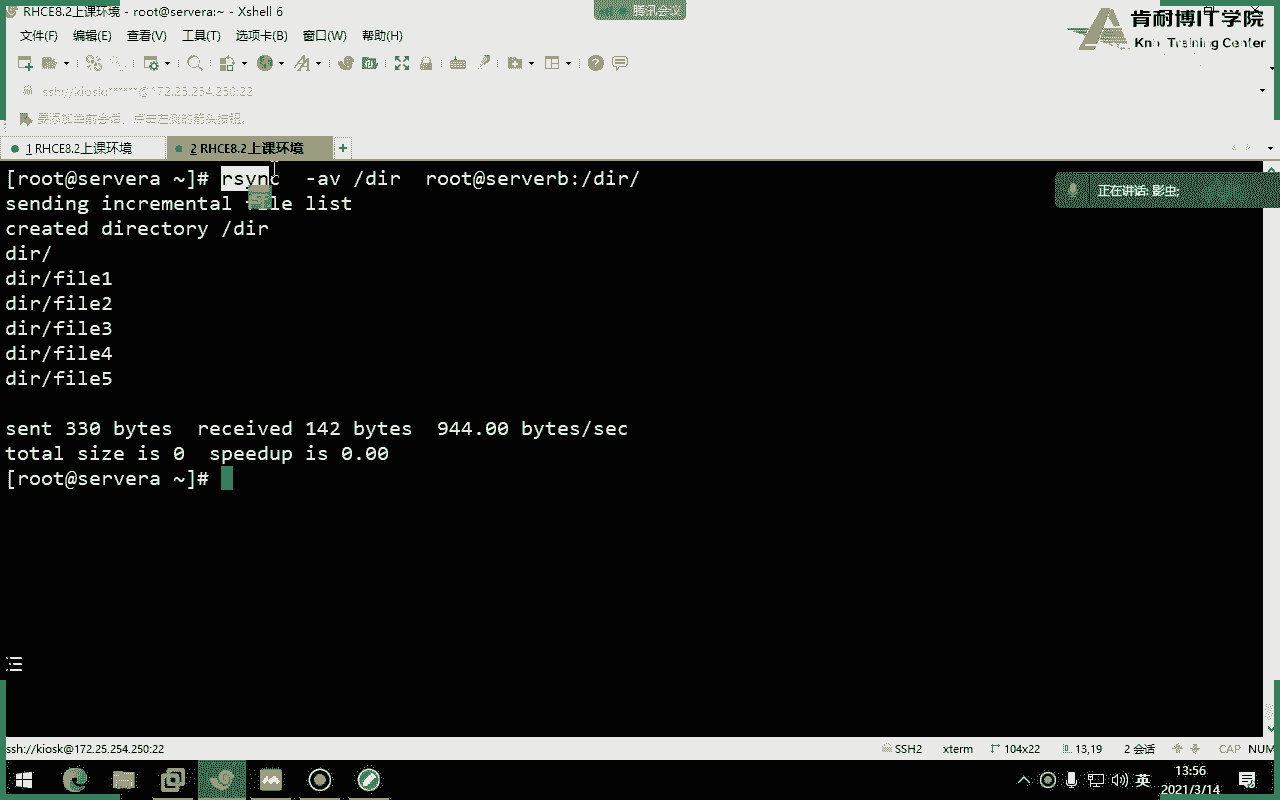 RHCE8.2上课环境 - root@servera:~ - Xshell 6
腾讯会议
肯耐博IT学院
Training Center
文件(F) 编辑(E) 查看(V) 工具(T) 选项卡(B) 窗口(W) 帮助(H)
ssh://kiosk:******@172.25.254.250:22
要添加当前会话，点击左侧的箭头按钮。
1 RHCE8.2上课环境
2 RHCE8.2上课环境
[root@servera ~]# rsync  -av /dir  root@serverb:/dir/
正在讲话: 影虫;
sending incremental file list
created directory /dir
dir/
dir/file1
dir/file2
dir/file3
dir/file4
dir/file5
sent 330 bytes  received 142 bytes  944.00 bytes/sec
total size is 0  speedup is 0.00
[root@servera ~]#
ssh://kiosk@172.25.254.250:22 SSH2 xterm 104x22 13,19 2 会话 CAP NUM
英
13:56
2021/3/14